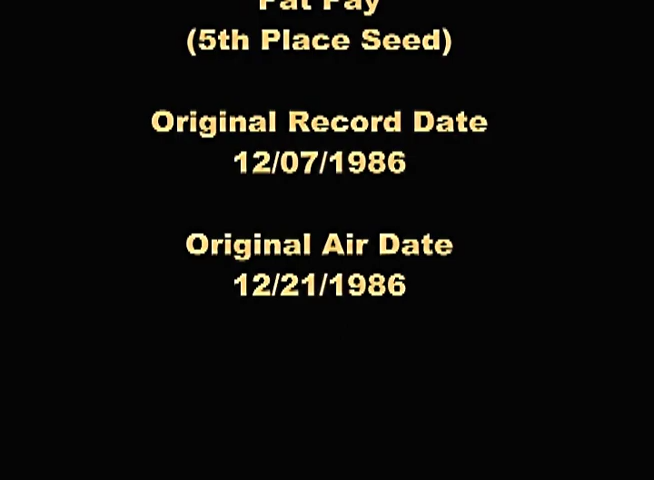 (5th Place Seed)
Original Record Date
12/07/1986
Original Air Date
12/21/1986